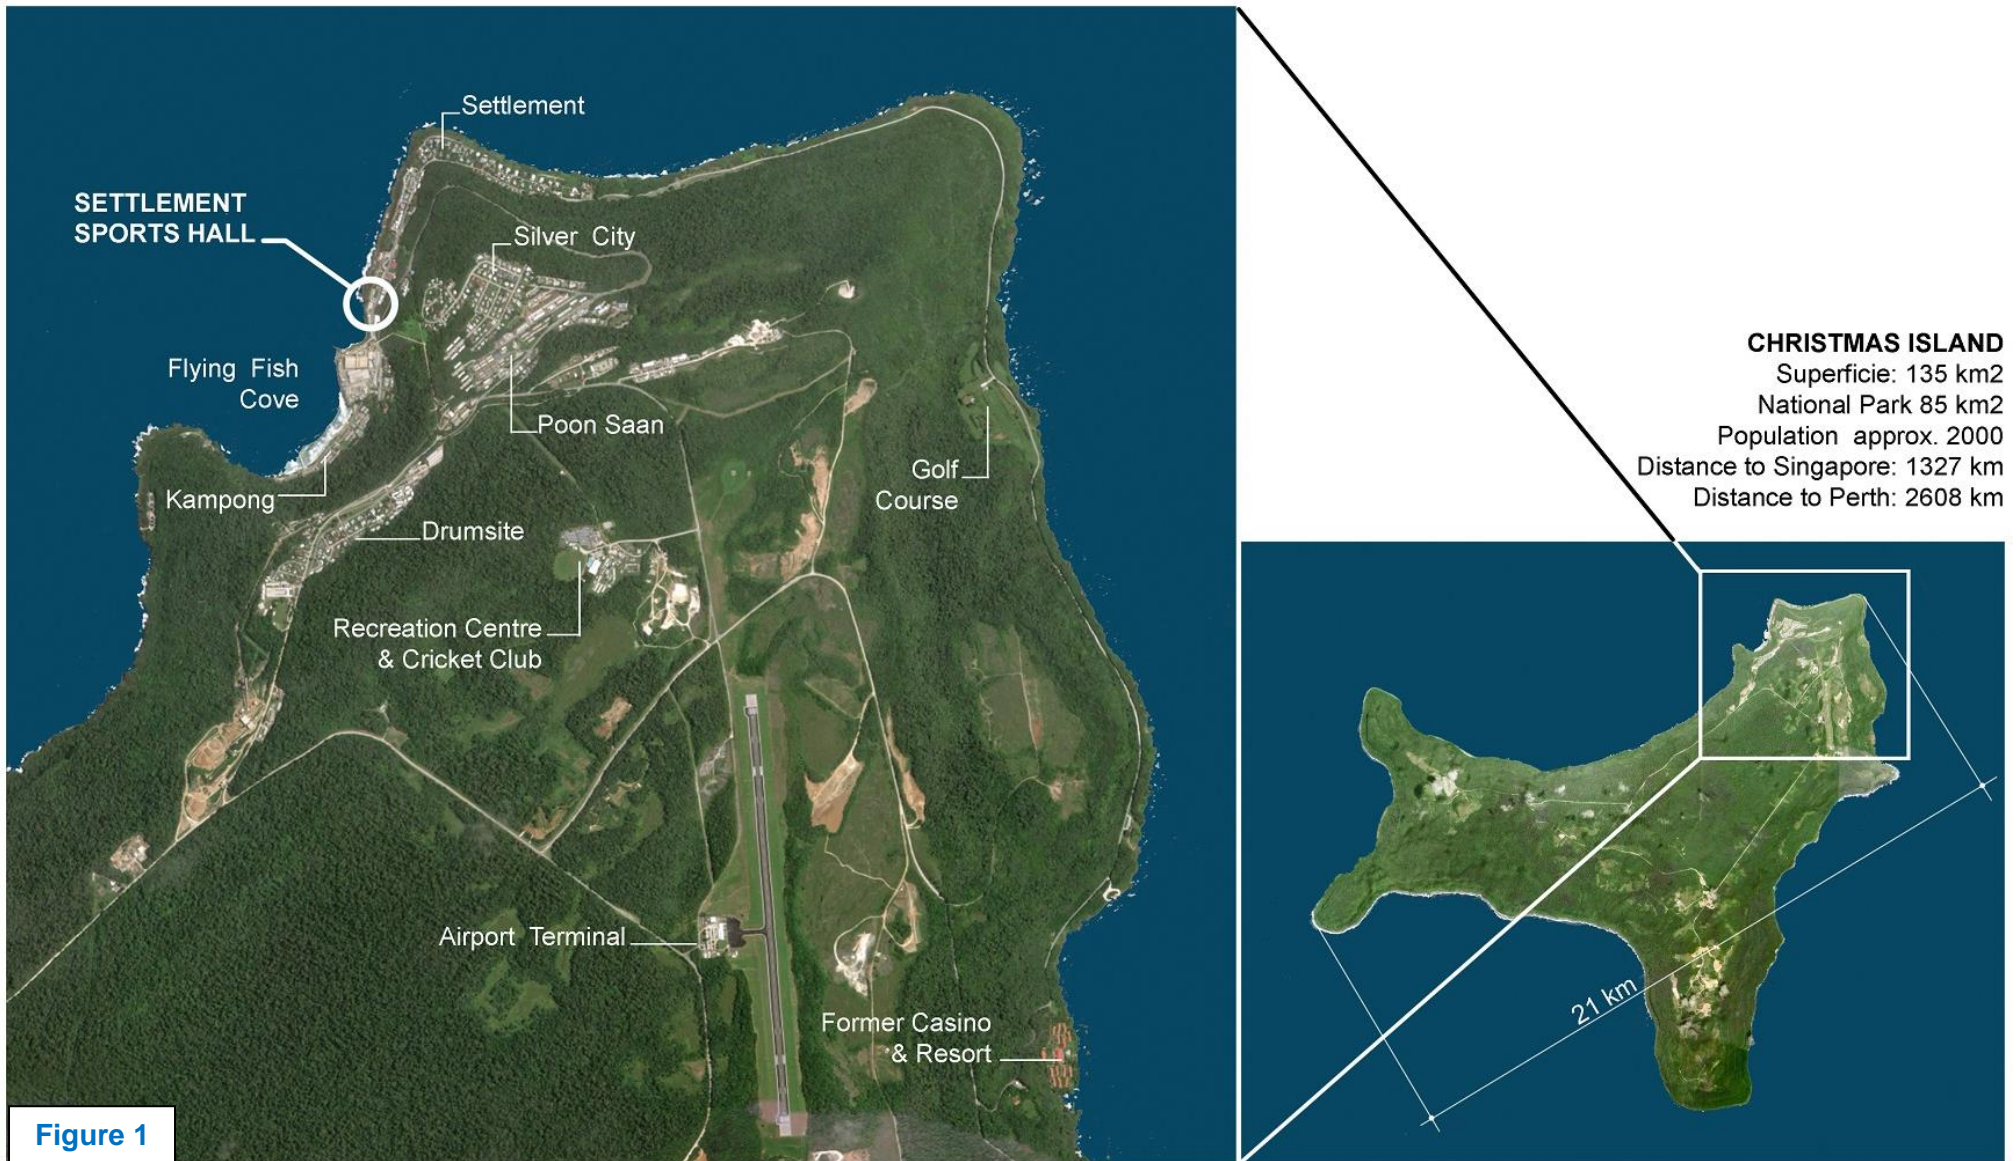 Settlement
SETTLEMENT
SPORTS HALL
Silver City
Flying Fish
Cove
Poon Saan
Kampong
Golf
Course
Drumsite
Recreation Centre
& Cricket Club
Airport Terminal
Former Casino
& Resort
Figure 1
CHRISTMAS ISLAND
Superficie: 135 km2
National Park 85 km2
Population approx. 2000
Distance to Singapore: 1327 km
Distance to Perth: 2608 km
21 km